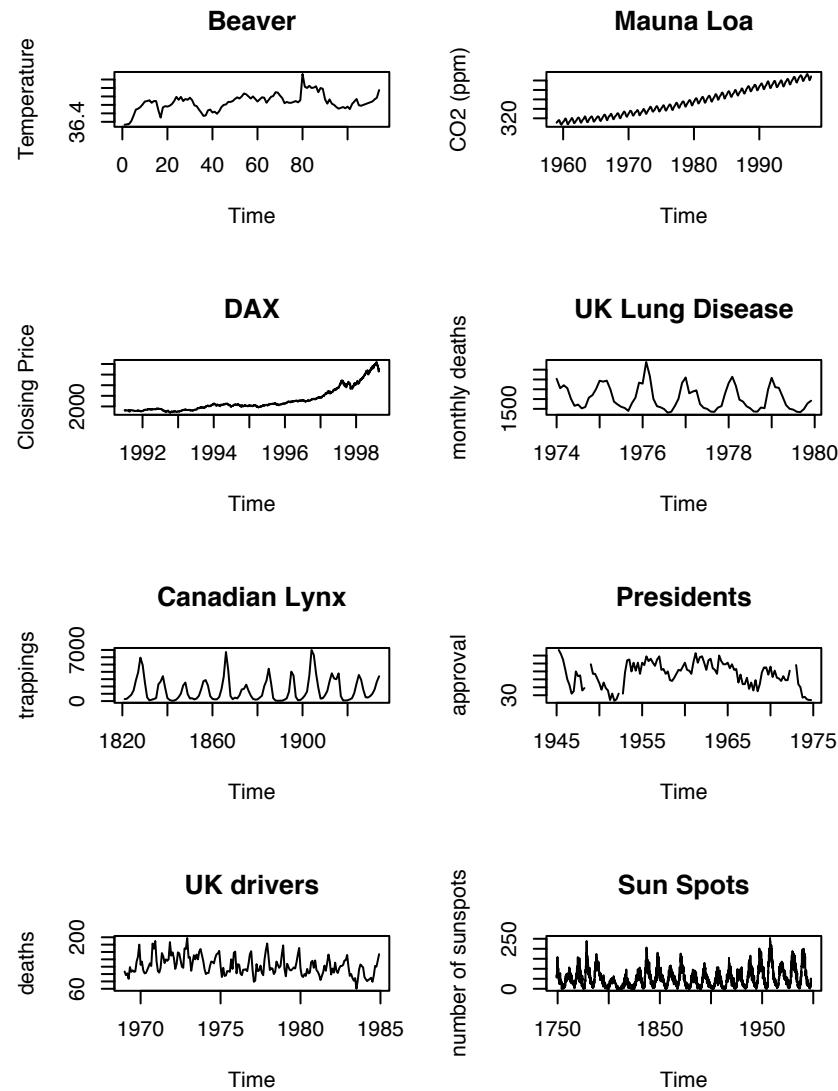 Beaver
Temperature
36.4
0 20 40 60 80
Time
Mauna Loa
CO2 (ppm)
320
1960 1970 1980 1990
Time
DAX
Closing Price
2000
1992 1994 1996 1998
Time
UK Lung Disease
monthly deaths
1500
1974 1976 1978 1980
Time
Canadian Lynx
trappings
7000
0
1820 1860 1900
Time
Presidents
approval
30
1945 1955 1965 1975
Time
UK drivers
deaths
200
60
1970 1975 1980 1985
Time
Sun Spots
number of sunspots
250
0
1750 1850 1950
Time